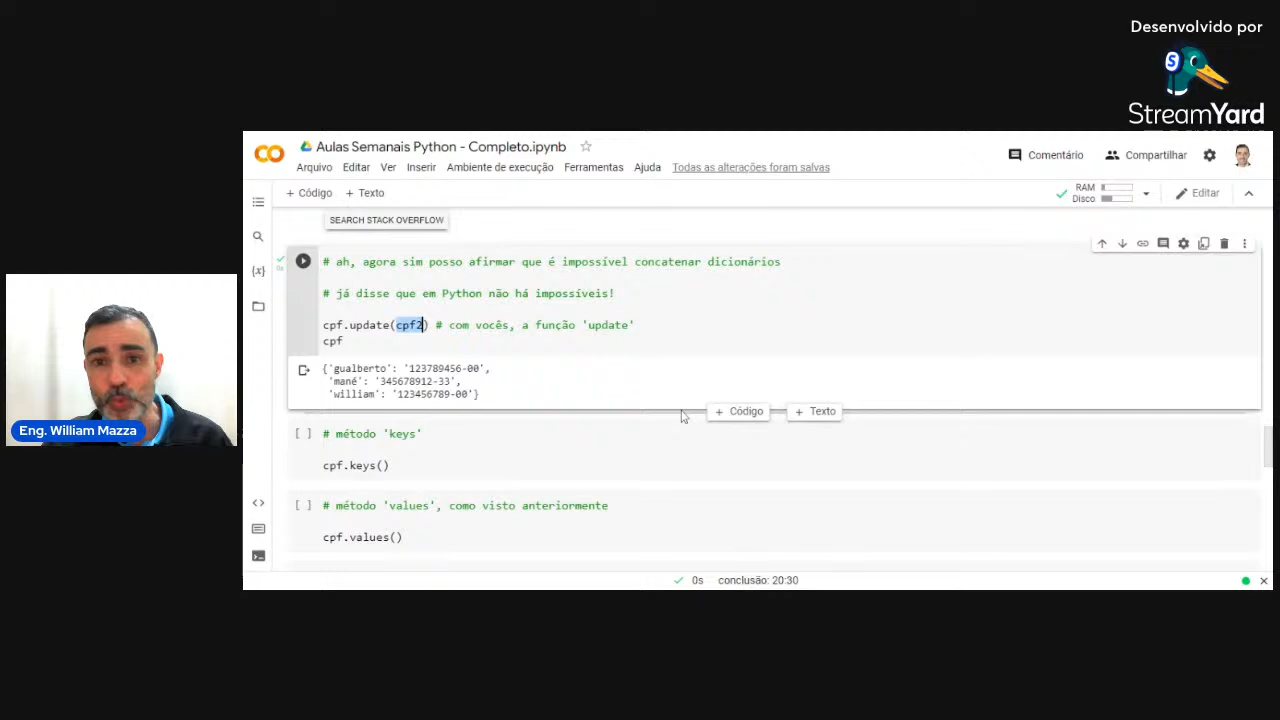 Desenvolvido por
S
StreamYard
CO
Aulas Semanais Python - Completo.ipynb
Arquivo Editar Ver Inserir Ambiente de execução Ferramentas Ajuda Todas as alterações foram salvas
Comentário Compartilhar
+ Código + Texto
RAM
Disco
Editar
SEARCH STACK OVERFLOW
0s
# ah, agora sim posso afirmar que é impossível concatenar dicionários
# já disse que em Python não há impossíveis!
cpf.update(cpf2) # com vocês, a função 'update'
cpf
{'gualberto': '123789456-00',
'mané': '345678912-33',
'william': '123456789-00'}
+ Código + Texto
[ ] # método 'keys'
cpf.keys()
[ ] # método 'values', como visto anteriormente
cpf.values()
{x}
<>
0s conclusão: 20:30
Eng. William Mazza